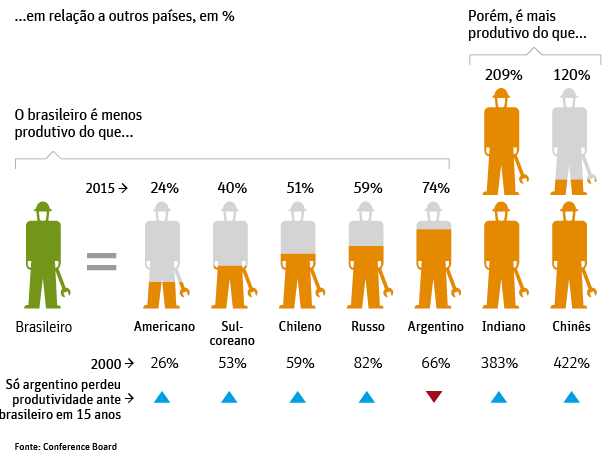 ...em relação a outros países, em %
Porém, é mais
produtivo do que...
209% 120%
O brasileiro é menos
produtivo do que...
2015 → 24% 40% 51% 59% 74%
Brasileiro
=
Americano Sul-
coreano Chileno Russo Argentino Indiano Chinês
2000 → 26% 53% 59% 82% 66% 383% 422%
Só argentino perdeu
produtividade ante →
brasileiro em 15 anos
Fonte: Conference Board